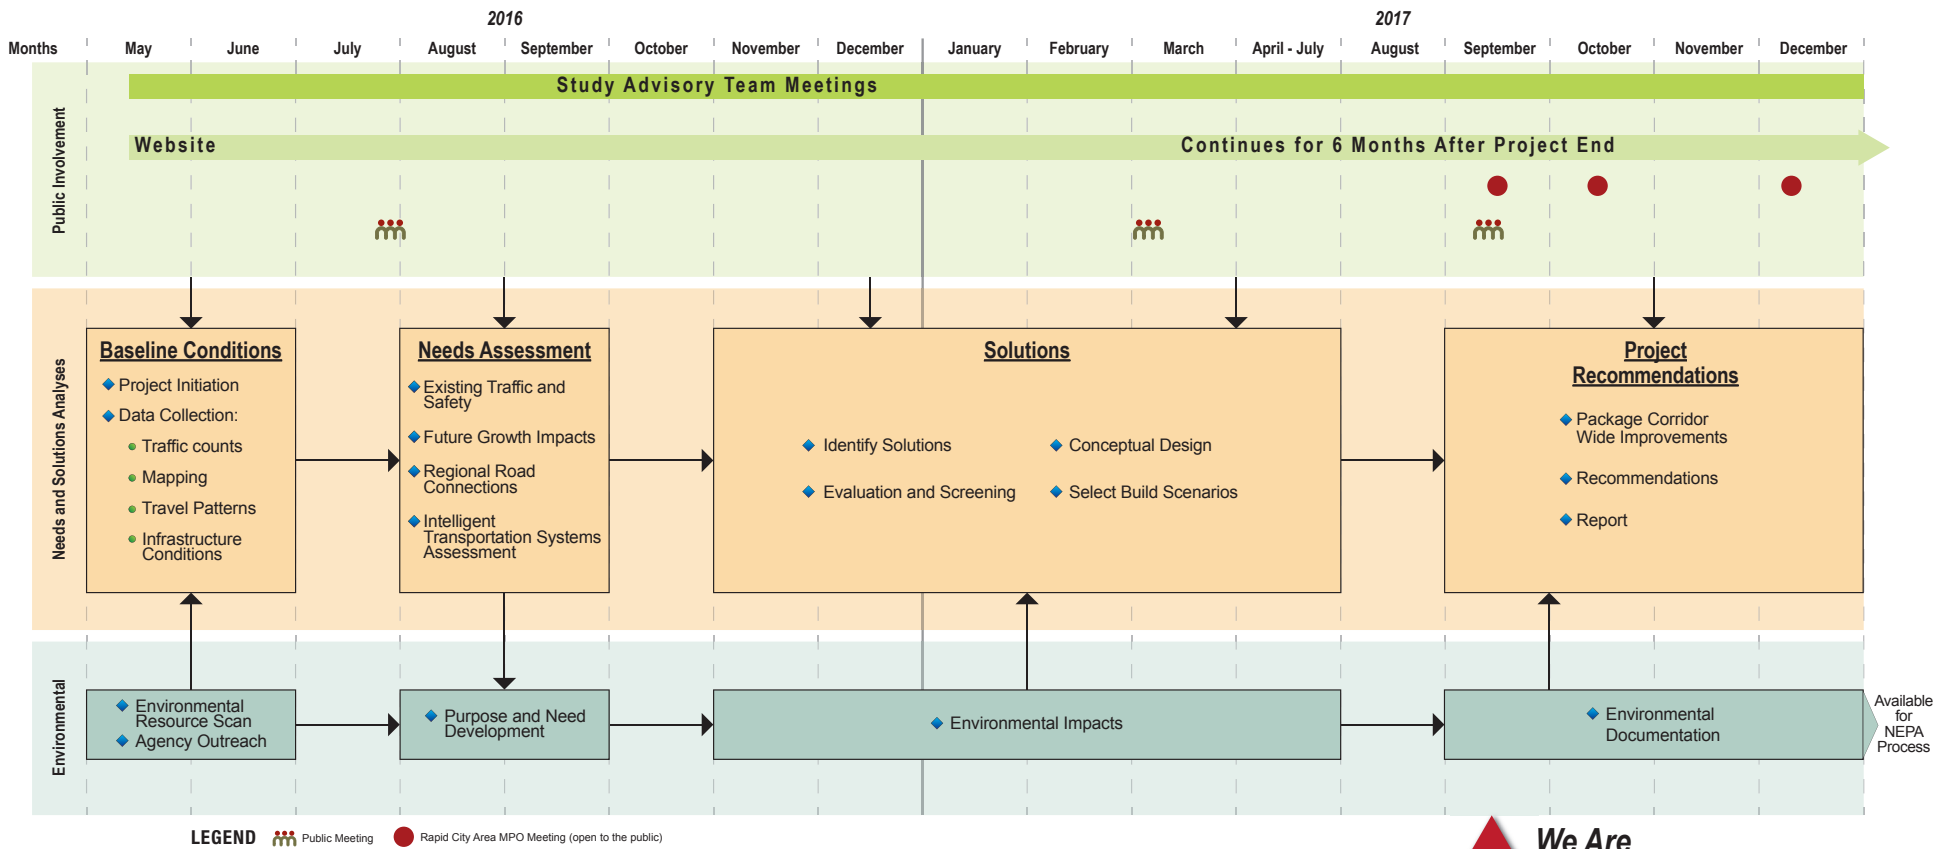 2016
2017
Months May June July August September October November December January February March April - July August September October November December
Public Involvement
Study Advisory Team Meetings
Website
Continues for 6 Months After Project End
Needs and Solutions Analyses
Baseline Conditions
Project Initiation
Data Collection:
Traffic counts
Mapping
Travel Patterns
Infrastructure
Conditions
Needs Assessment
Existing Traffic and
Safety
Future Growth Impacts
Regional Road
Connections
Intelligent
Transportation Systems
Assessment
Solutions
Identify Solutions
Evaluation and Screening
Conceptual Design
Select Build Scenarios
Project
Recommendations
Package Corridor
Wide Improvements
Recommendations
Report
Environmental
Environmental
Resource Scan
Agency Outreach
Purpose and Need
Development
Environmental Impacts
Environmental
Documentation
Available
for
NEPA
Process
LEGEND Public Meeting Rapid City Area MPO Meeting (open to the public)
We Are